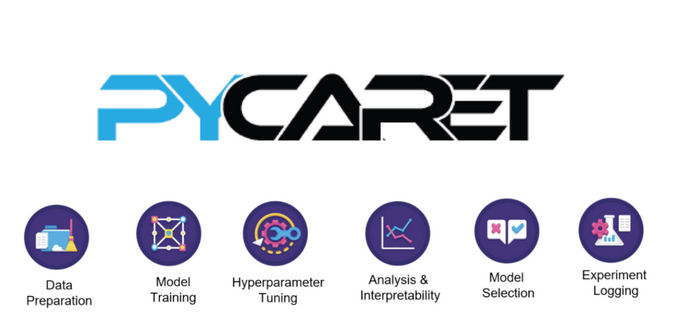 PYCARET
Data
Preparation
Model
Training
Hyperparameter
Tuning
Analysis &
Interpretability
Model
Selection
Experiment
Logging